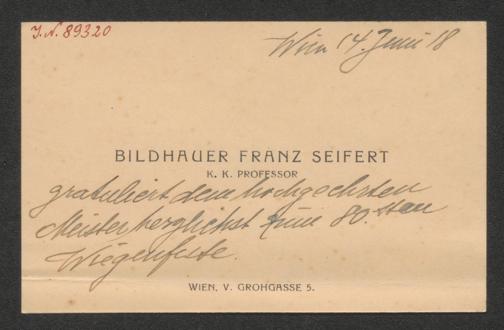 I.N. 89320
Wien 14. Juni 18
BILDHAUER FRANZ SEIFERT
K. K. PROFESSOR
gratuliert dem hochgeehrten
Meister herzlichst zum 80.sten
Wiegenfeste.
WIEN, V. GROHGASSE 5.